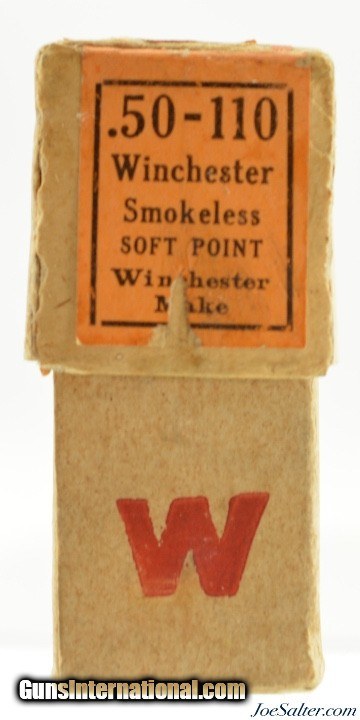 .50-110
Winchester
Smokeless
SOFT POINT
Winchester
Make
W
GunsInternational.com
JoeSalter.com